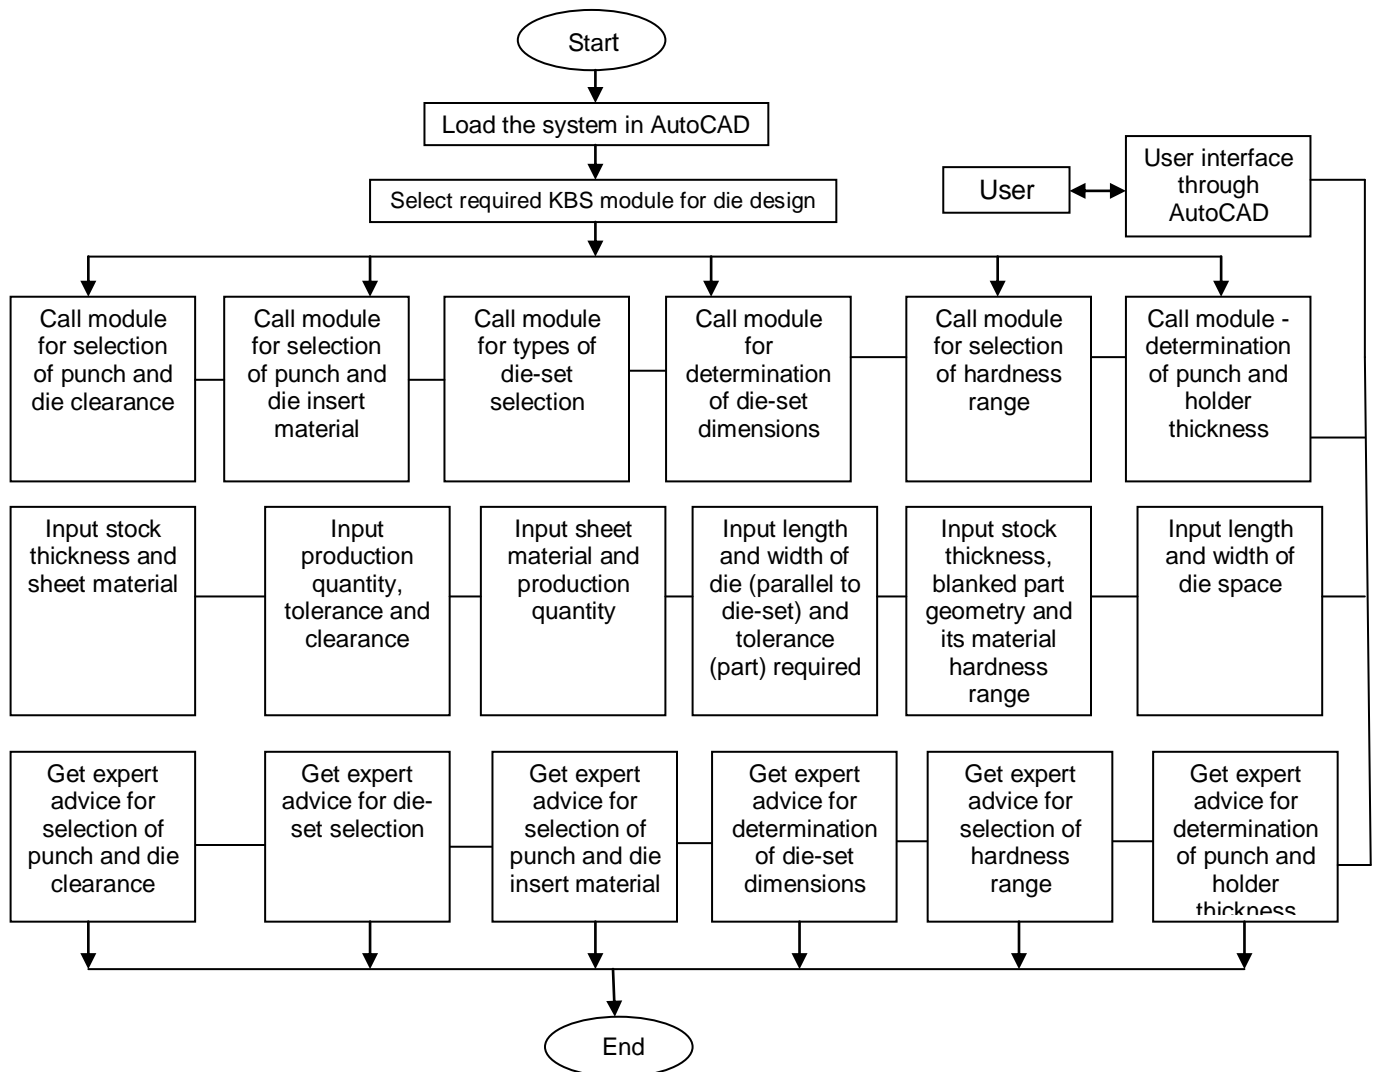 Start
Load the system in AutoCAD
Select required KBS module for die design
User
User interface
through
AutoCAD
Call module
for selection
of punch and
die clearance
Call module
for selection
of punch and
die insert
material
Call module
for types of
die-set
selection
Call module
for
determination
of die-set
dimensions
Call module
for selection
of hardness
range
Call module -
determination
of punch and
holder
thickness
Input stock
thickness and
sheet material
Input
production
quantity,
tolerance and
clearance
Input sheet
material and
production
quantity
Input length
and width of
die (parallel to
die-set) and
tolerance
(part) required
Input stock
thickness,
blanked part
geometry and
its material
hardness
range
Input length
and width of
die space
Get expert
advice for
selection of
punch and die
clearance
Get expert
advice for die-
set selection
Get expert
advice for
selection of
punch and die
insert material
Get expert
advice for
determination
of die-set
dimensions
Get expert
advice for
selection of
hardness
range
Get expert
advice for
determination
of punch and
holder
thickness
End